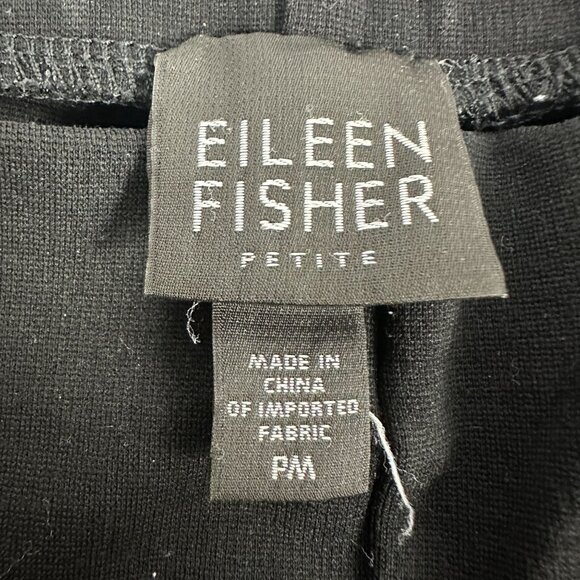 EILEEN
FISHER
PETITE
MADE IN
CHINA
OF IMPORTED
FABRIC
PM